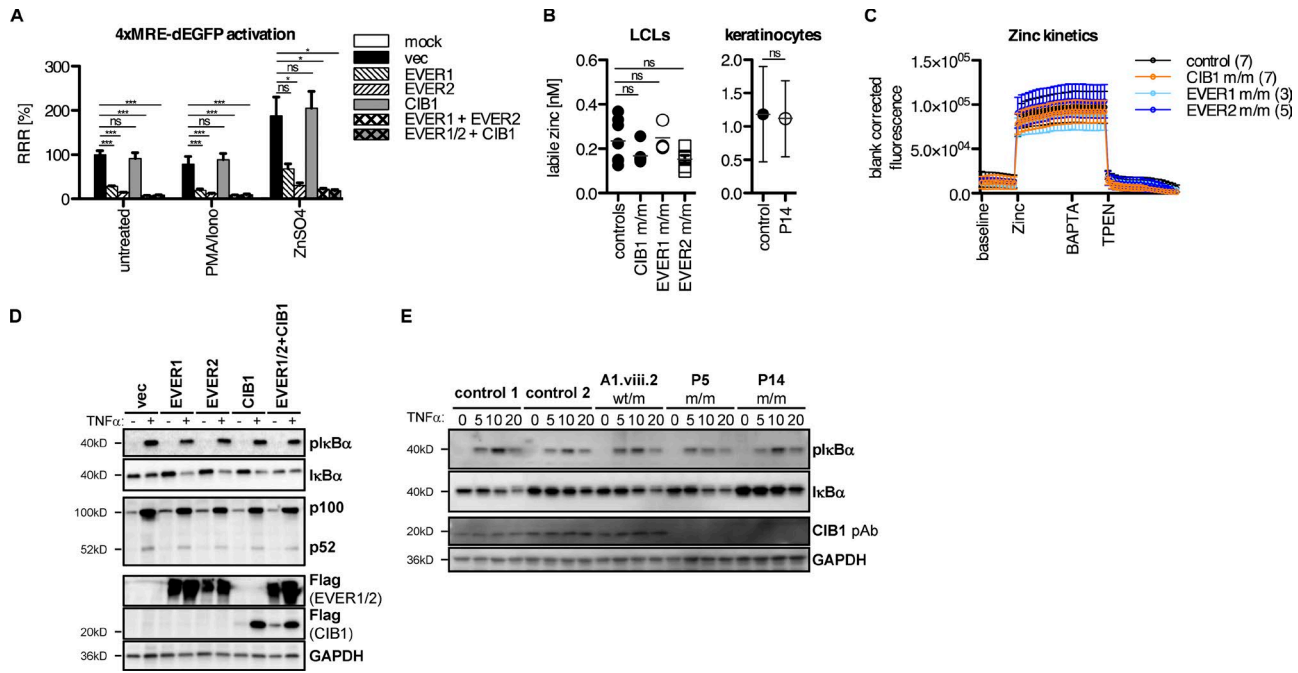 A
4xMRE-dEGFP activation
RRR [%]
300
200
100
0
***
***
ns
***
***
***
***
ns
***
***
*
*
ns
*
ns
untreated
PMA/Iono
ZnSO4
mock
vec
EVER1
EVER2
CIB1
EVER1 + EVER2
EVER1/2 + CIB1
B
LCLs
labile zinc [nM]
0.6
0.4
0.2
0.0
ns
ns
ns
controls
CIB1 m/m
EVER1 m/m
EVER2 m/m
keratinocytes
ns
2.0
1.5
1.0
0.5
0.0
control
P14
C
Zinc kinetics
blank corrected
fluorescence
1.5×10⁰⁵
1.0×10⁰⁵
5.0×10⁰⁴
0.0
baseline
Zinc
BAPTA
TPEN
control (7)
CIB1 m/m (7)
EVER1 m/m (3)
EVER2 m/m (5)
D
vec
EVER1
EVER2
CIB1
EVER1/2+CIB1
TNFα: - + - + - + - + - +
40kD pIκBα
40kD IκBα
100kD p100
52kD p52
Flag
(EVER1/2)
Flag
20kD (CIB1)
36kD GAPDH
E
control 1 control 2 A1.viii.2 P5 P14
wt/m m/m m/m
TNFα: 0 5 10 20 0 5 10 20 0 5 10 20 0 5 10 20 0 5 10 20
40kD pIκBα
40kD IκBα
20kD CIB1 pAb
36kD GAPDH